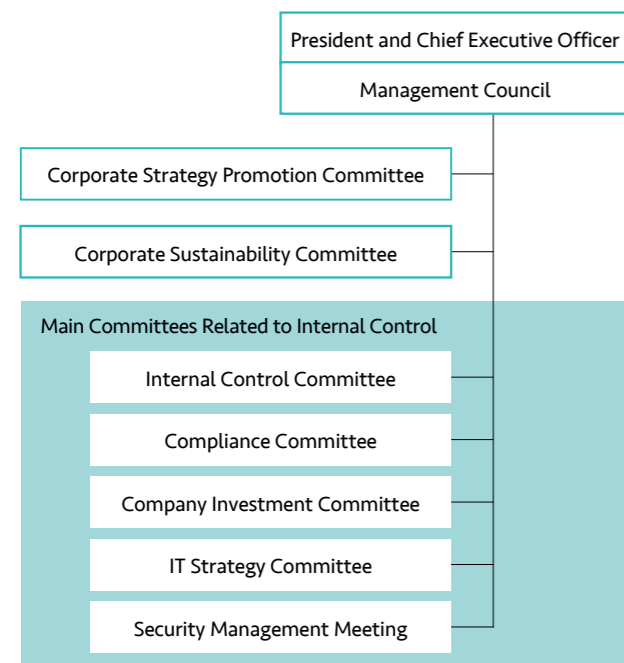 President and Chief Executive Officer
Management Council
Corporate Strategy Promotion Committee
Corporate Sustainability Committee
Main Committees Related to Internal Control
Internal Control Committee
Compliance Committee
Company Investment Committee
IT Strategy Committee
Security Management Meeting